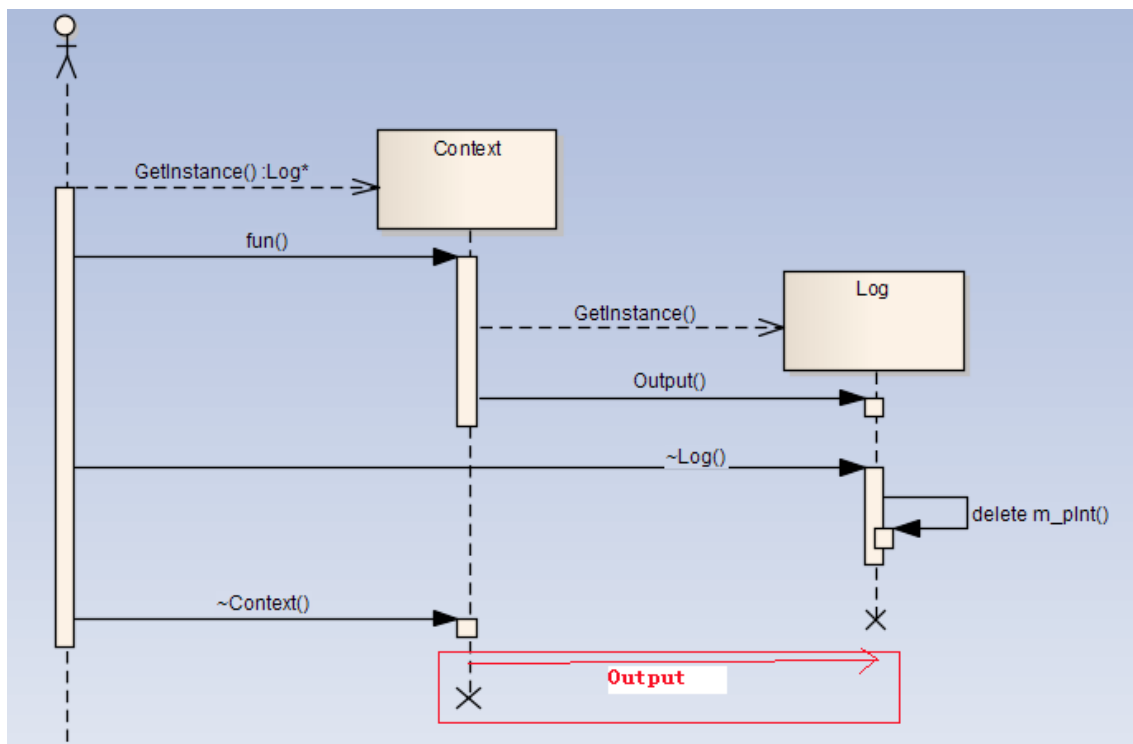 Context
GetInstance() :Log*
fun()
Log
GetInstance()
Output()
~Log()
delete m_pInt()
~Context()
Output